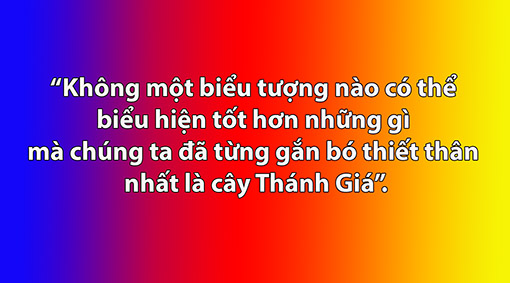 “Không một biểu tượng nào có thể
biểu hiện tốt hơn những gì
mà chúng ta đã từng gắn bó thiết thân
nhất là cây Thánh Giá”.